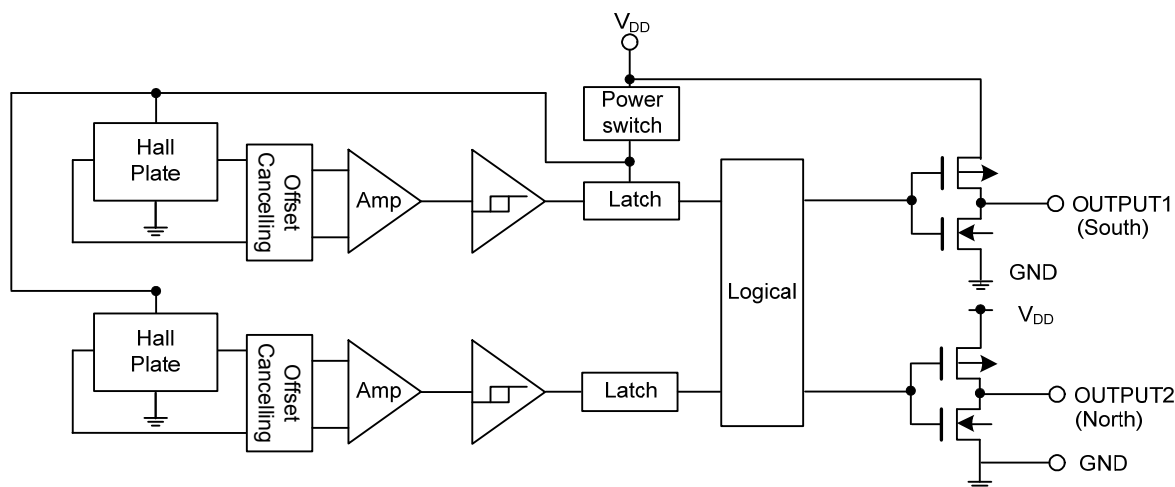 VDD
Power
switch
Hall
Plate
Offset
Cancelling
Amp
Latch
OUTPUT1
(South)
GND
Logical
VDD
Hall
Plate
Offset
Cancelling
Amp
Latch
OUTPUT2
(North)
GND